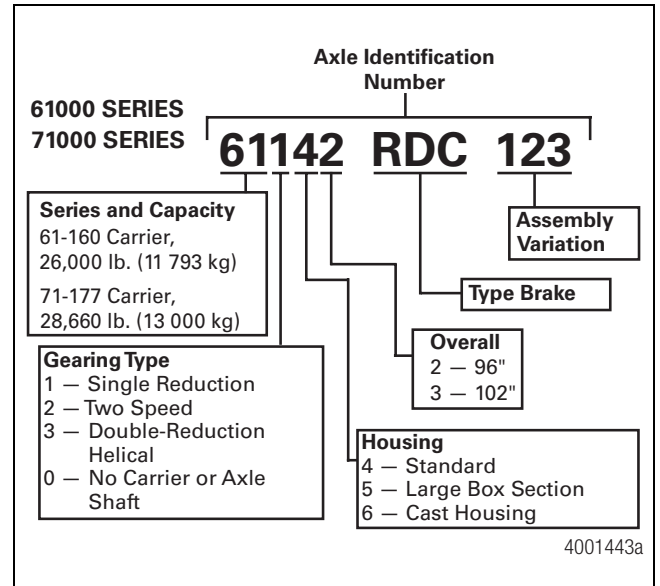 Axle Identification
Number
61000 SERIES
71000 SERIES
61142 RDC 123
Series and Capacity
61-160 Carrier,
26,000 lb. (11 793 kg)
71-177 Carrier,
28,660 lb. (13 000 kg)
Assembly
Variation
Type Brake
Overall
2 — 96"
3 — 102"
Gearing Type
1 — Single Reduction
2 — Two Speed
3 — Double-Reduction
Helical
0 — No Carrier or Axle
Shaft
Housing
4 — Standard
5 — Large Box Section
6 — Cast Housing
4001443a